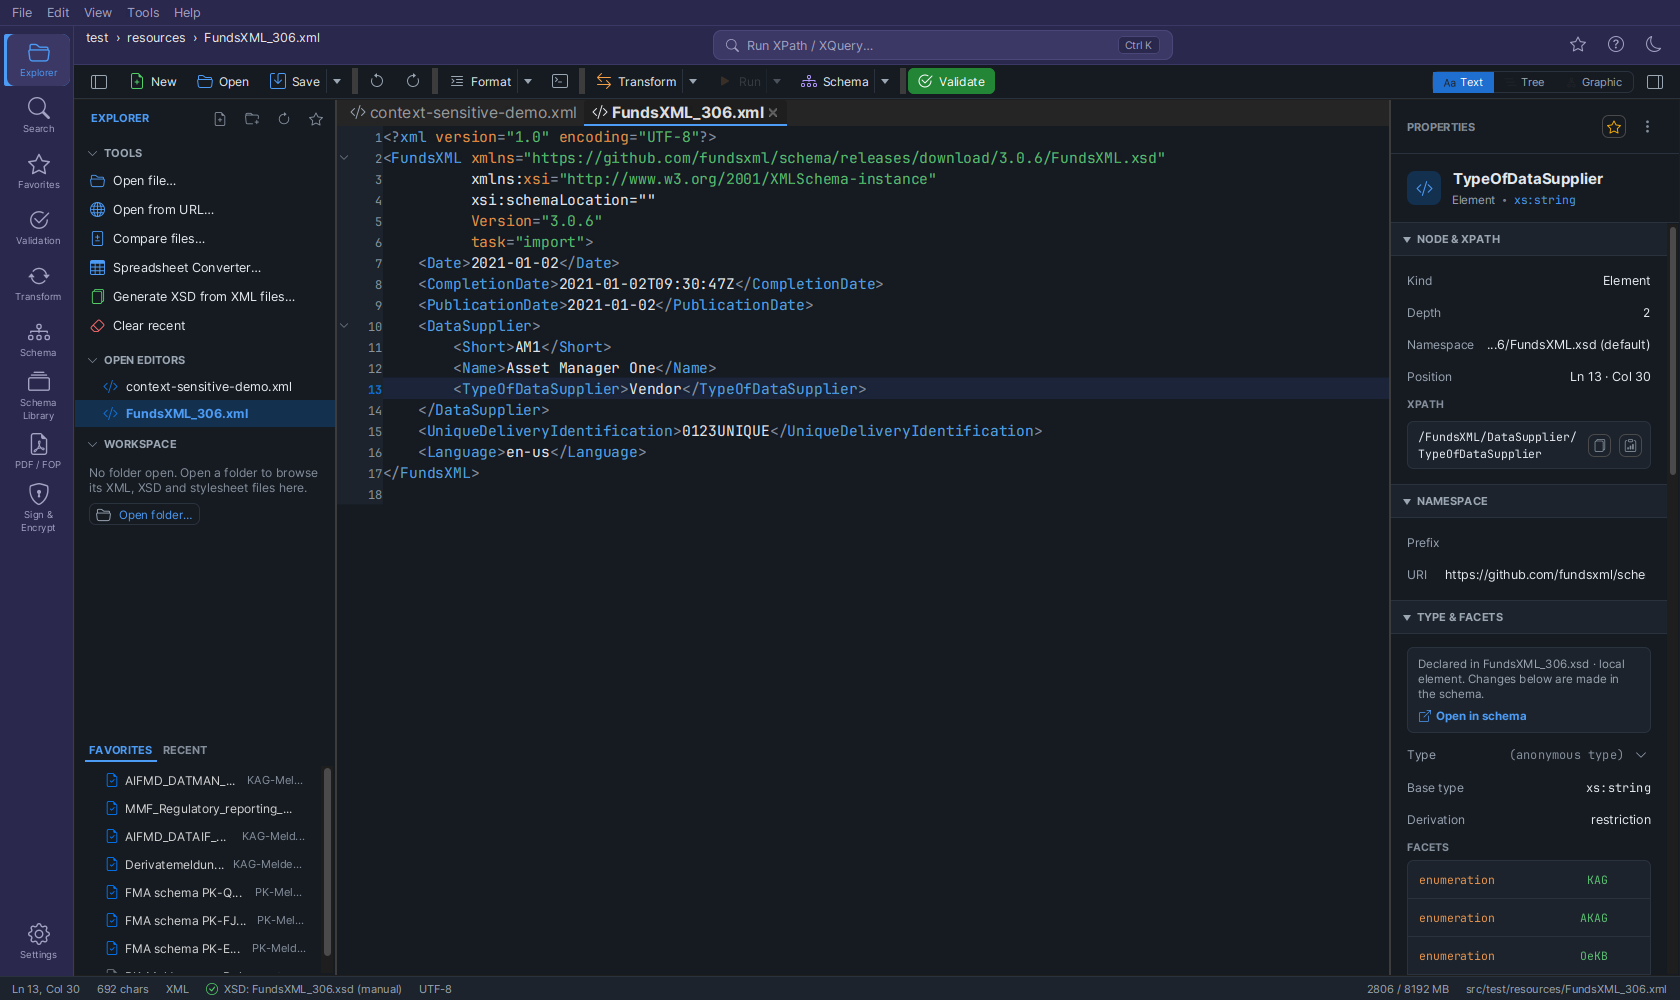 File Edit View Tools Help
test › resources › FundsXML_306.xml
Run XPath / XQuery... Ctrl K
New Open Save Format Transform Run Schema Validate
Aa Text Tree Graphic
Explorer
Search
Favorites
Validation
Transform
Schema
Schema
Library
PDF / FOP
Sign &
Encrypt
Settings
EXPLORER
TOOLS
Open file...
Open from URL...
Compare files...
Spreadsheet Converter...
Generate XSD from XML files...
Clear recent
OPEN EDITORS
context-sensitive-demo.xml
FundsXML_306.xml
WORKSPACE
No folder open. Open a folder to browse
its XML, XSD and stylesheet files here.
Open folder...
FAVORITES RECENT
AIFMD_DATMAN_... KAG-Mel...
MMF_Regulatory_reporting_...
AIFMD_DATAIF_... KAG-Meld...
Derivatemeldun... KAG-Melde...
FMA schema PK-Q... PK-Mel...
FMA schema PK-FJ... PK-Mel...
FMA schema PK-E... PK-Meld...
context-sensitive-demo.xml FundsXML_306.xml
1 <?xml version="1.0" encoding="UTF-8"?>
2 <FundsXML xmlns="https://github.com/fundsxml/schema/releases/download/3.0.6/FundsXML.xsd"
3 xmlns:xsi="http://www.w3.org/2001/XMLSchema-instance"
4 xsi:schemaLocation=""
5 Version="3.0.6"
6 task="import">
7 <Date>2021-01-02</Date>
8 <CompletionDate>2021-01-02T09:30:47Z</CompletionDate>
9 <PublicationDate>2021-01-02</PublicationDate>
10 <DataSupplier>
11 <Short>AM1</Short>
12 <Name>Asset Manager One</Name>
13 <TypeOfDataSupplier>Vendor</TypeOfDataSupplier>
14 </DataSupplier>
15 <UniqueDeliveryIdentification>0123UNIQUE</UniqueDeliveryIdentification>
16 <Language>en-us</Language>
17 </FundsXML>
18
PROPERTIES
TypeOfDataSupplier
Element • xs:string
NODE & XPATH
Kind Element
Depth 2
Namespace ...6/FundsXML.xsd (default)
Position Ln 13 · Col 30
XPATH
/FundsXML/DataSupplier/
TypeOfDataSupplier
NAMESPACE
Prefix
URI https://github.com/fundsxml/sche
TYPE & FACETS
Declared in FundsXML_306.xsd · local
element. Changes below are made in
the schema.
Open in schema
Type (anonymous type)
Base type xs:string
Derivation restriction
FACETS
enumeration KAG
enumeration AKAG
enumeration OeKB
Ln 13, Col 30 692 chars XML XSD: FundsXML_306.xsd (manual) UTF-8
2806 / 8192 MB src/test/resources/FundsXML_306.xml